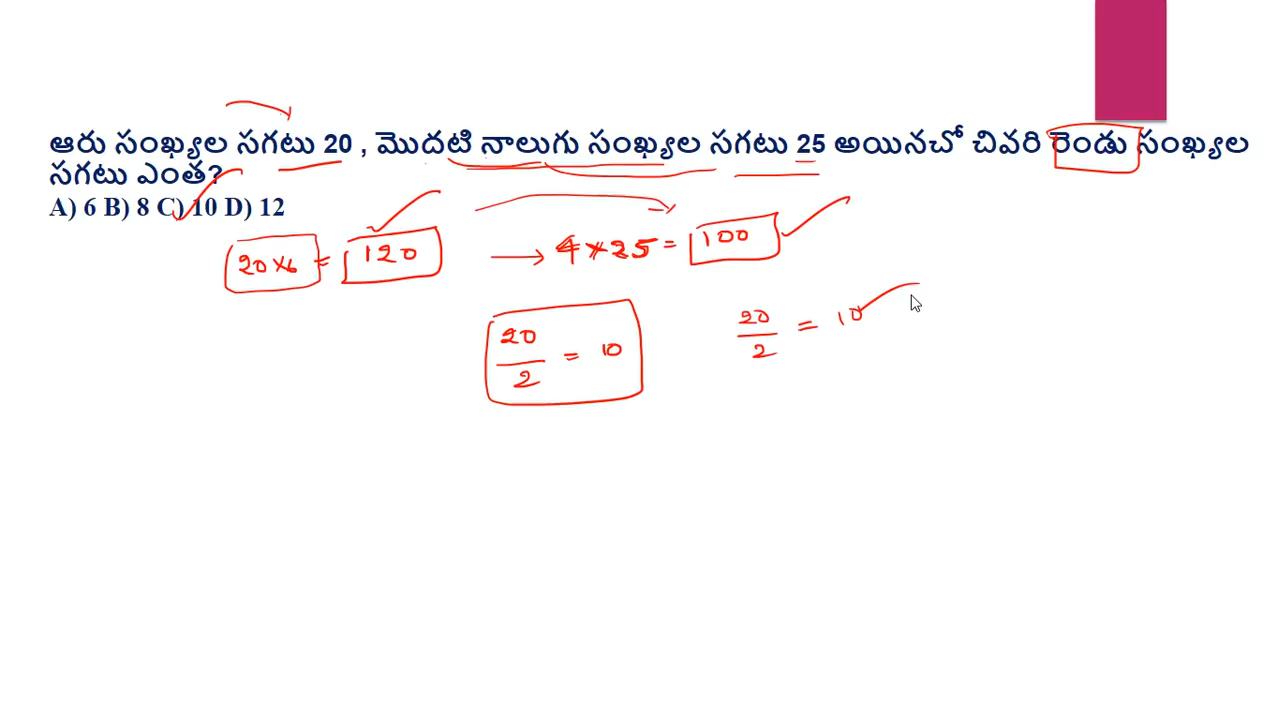 ఆరు సంఖ్యల సగటు 20 , మొదటి నాలుగు సంఖ్యల సగటు 25 అయినచో చివరి రెండు సంఖ్యల
సగటు ఎంత?
A) 6 B) 8 C) 10 D) 12
20 × 6 = 120 → 4 × 25 = 100
20/2 = 10 20/2 = 10